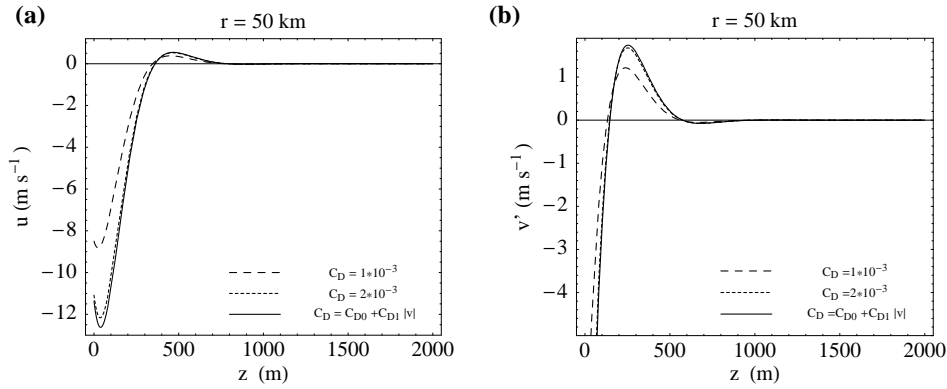 (a)
r = 50 km
0
−2
−4
−6
−8
−10
−12
u (m s⁻¹)
C_D = 1*10⁻³
C_D = 2*10⁻³
C_D = C_D0 + C_D1 |v|
0 500 1000 1500 2000
z (m)
(b)
r = 50 km
1
0
−1
−2
−3
−4
v' (m s⁻¹)
C_D = 1*10⁻³
C_D =2*10⁻³
C_D =C_D0 +C_D1 |v|
0 500 1000 1500 2000
z (m)